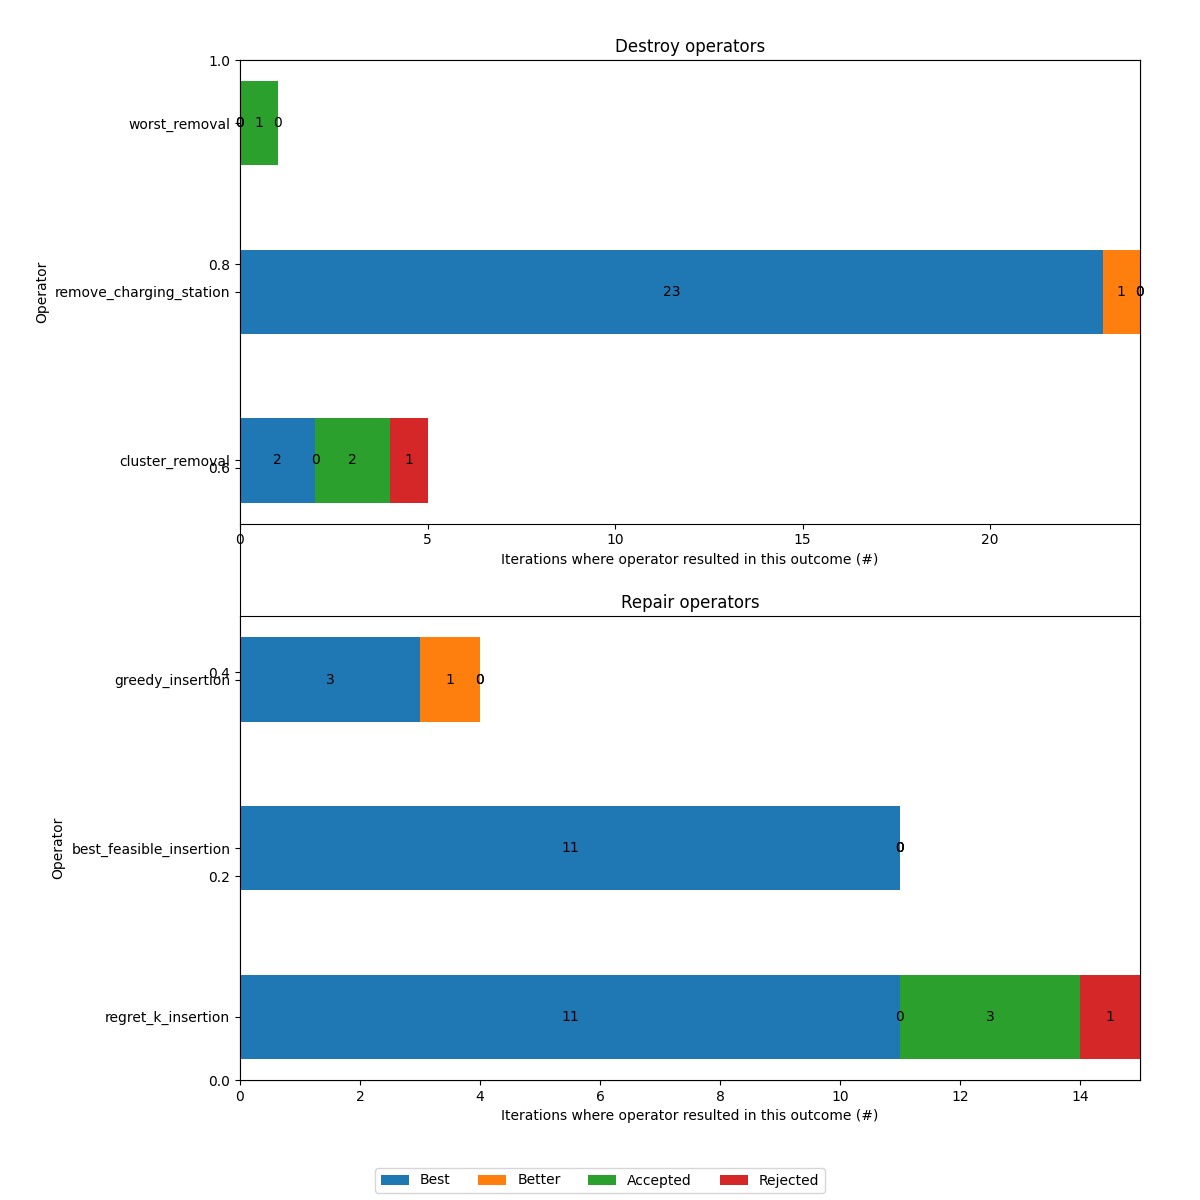 Destroy operators
1.0
worst_removal 0 1 0
0.8
Operator
remove_charging_station 23 1 0
cluster_removal 2 0 2 1
0.6
0 5 10 15 20
Iterations where operator resulted in this outcome (#)
Repair operators
0.4
greedy_insertion 3 1 0
Operator
best_feasible_insertion 11 0
0.2
regret_k_insertion 11 0 3 1
0.0
0 2 4 6 8 10 12 14
Iterations where operator resulted in this outcome (#)
Best Better Accepted Rejected